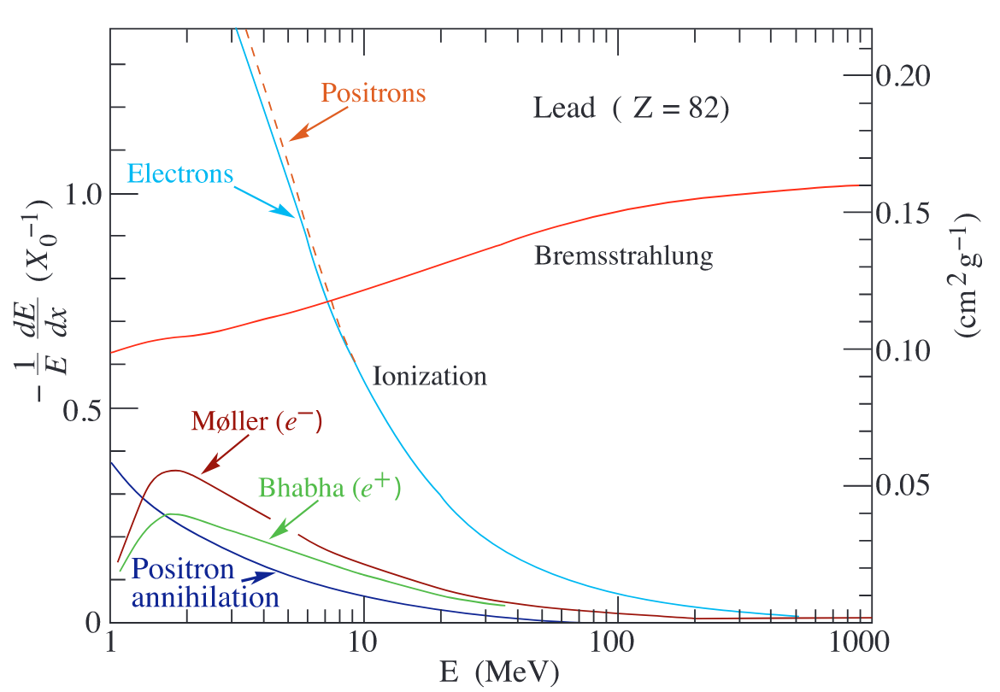 Positrons
Lead ( Z = 82)
Electrons
Bremsstrahlung
Ionization
Møller (e−)
Bhabha (e+)
Positron
annihilation
− 1/E dE/dx (X₀⁻¹)
1.0
0.5
0
0.20
0.15
0.10
0.05
(cm² g⁻¹)
1 10 100 1000
E (MeV)